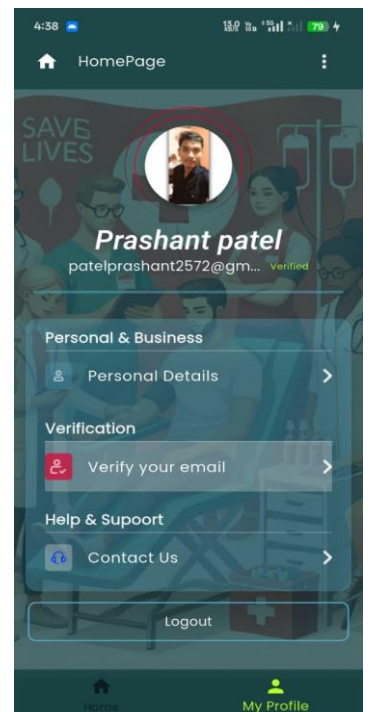 4:38
79
HomePage
SAVE
LIVES
Prashant patel
patelprashant2572@gm... Verified
Personal & Business
Personal Details
Verification
Verify your email
Help & Supoort
Contact Us
Logout
Home
My Profile